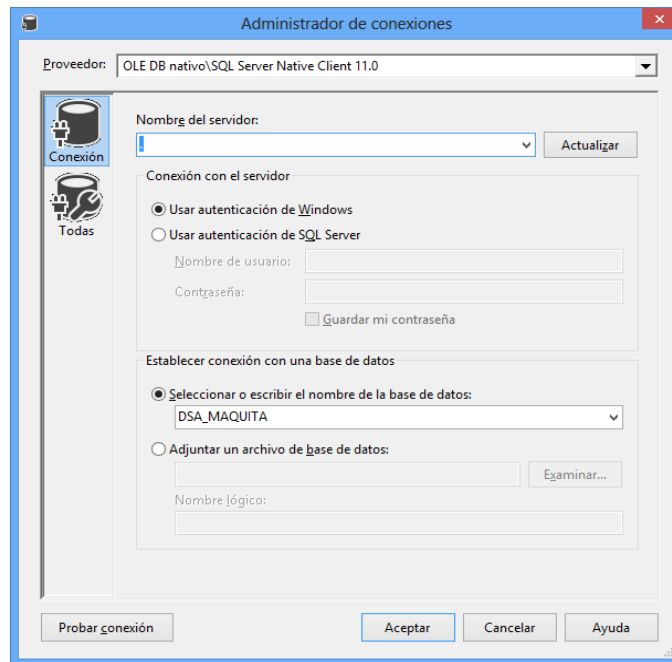 Administrador de conexiones
Proveedor: OLE DB nativo\SQL Server Native Client 11.0
Conexión
Todas
Nombre del servidor:
.
Actualizar
Conexión con el servidor
Usar autenticación de Windows
Usar autenticación de SQL Server
Nombre de usuario:
Contraseña:
Guardar mi contraseña
Establecer conexión con una base de datos
Seleccionar o escribir el nombre de la base de datos:
DSA_MAQUITA
Adjuntar un archivo de base de datos:
Examinar...
Nombre lógico:
Probar conexión
Aceptar
Cancelar
Ayuda